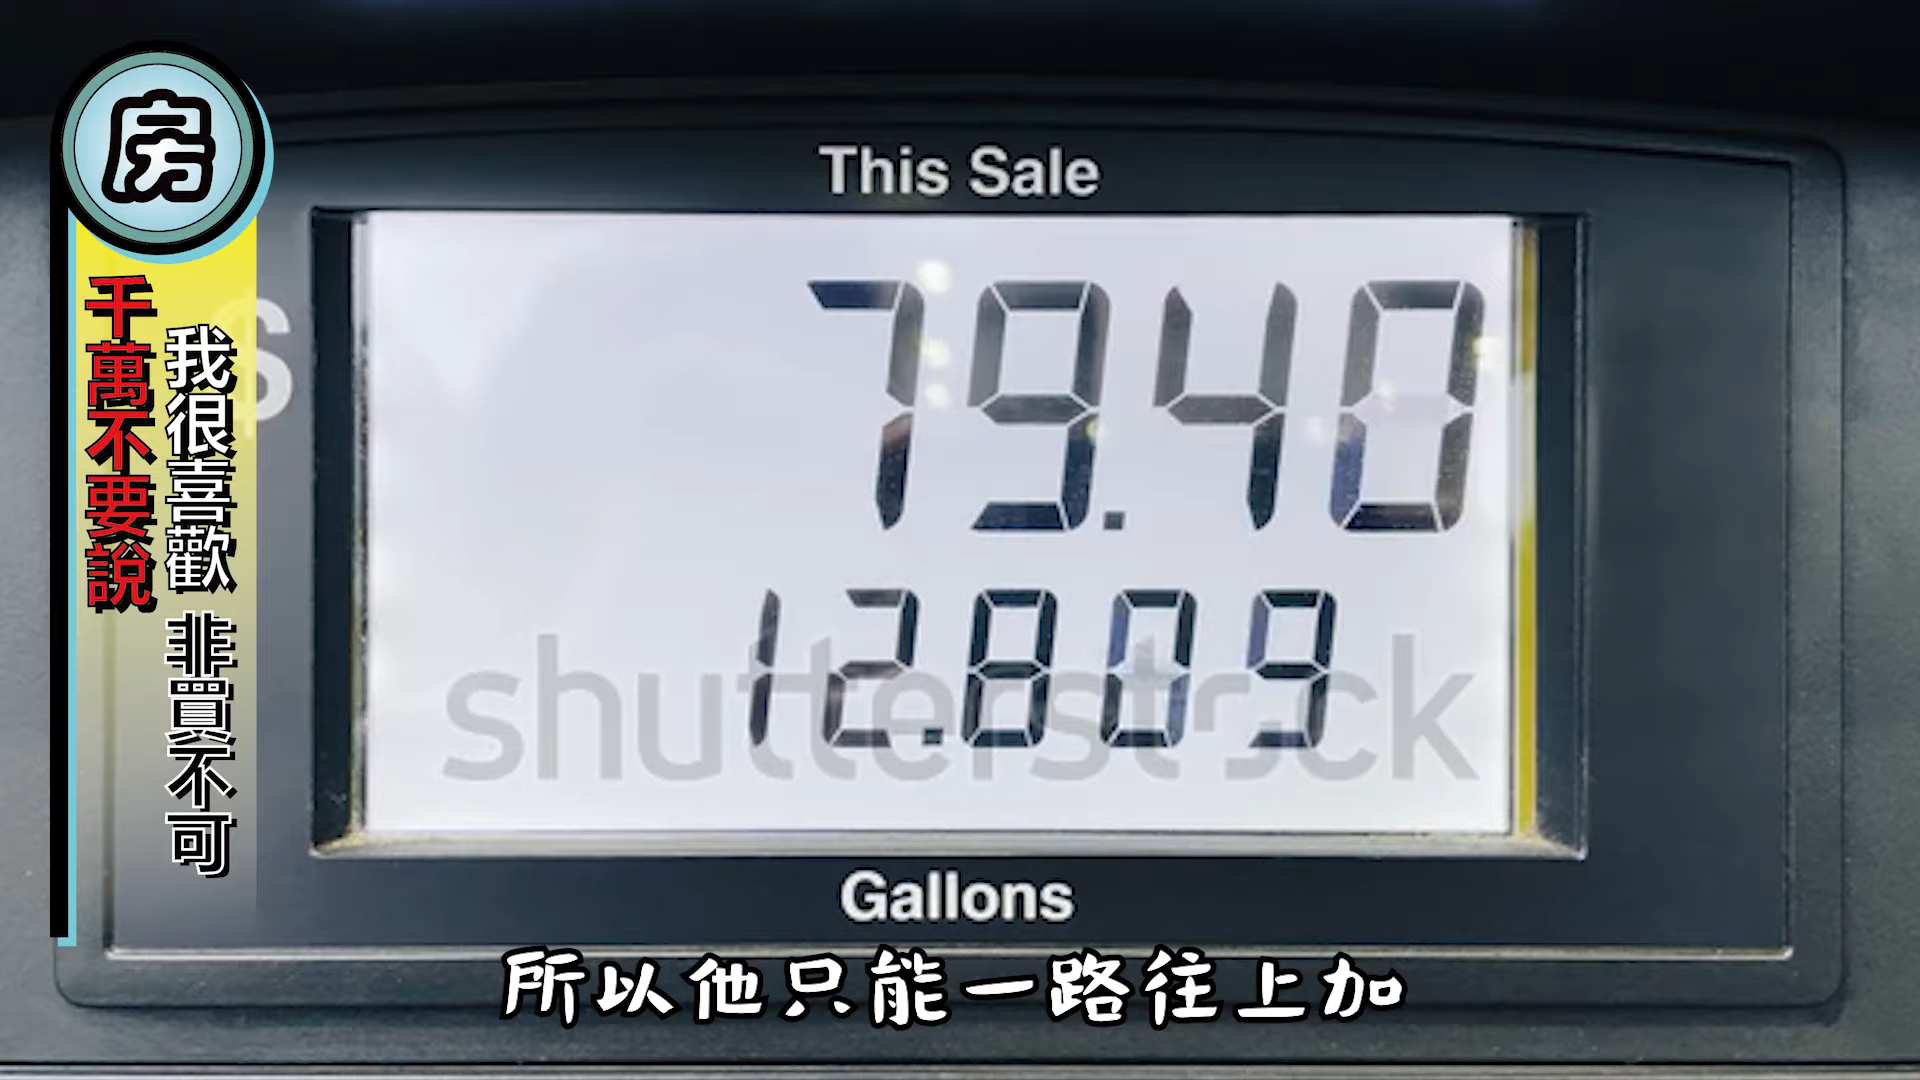 房
千萬不要說
我很喜歡 非買不可
This Sale
$
79.40
12.809
shutterstock
Gallons
所以他只能一路往上加